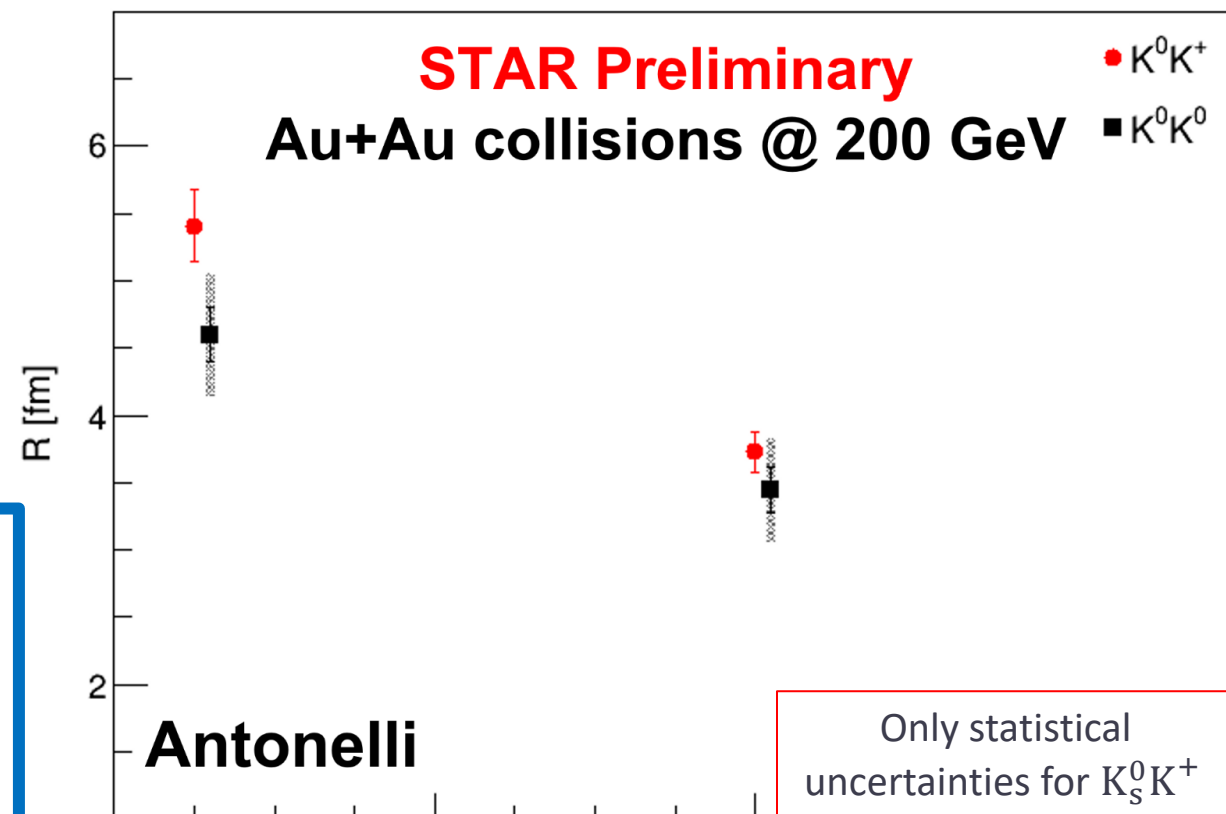 STAR Preliminary
Au+Au collisions @ 200 GeV
K⁰K⁺
K⁰K⁰
6
4
2
R [fm]
Antonelli
Only statistical
uncertainties for K⁰ₛK⁺